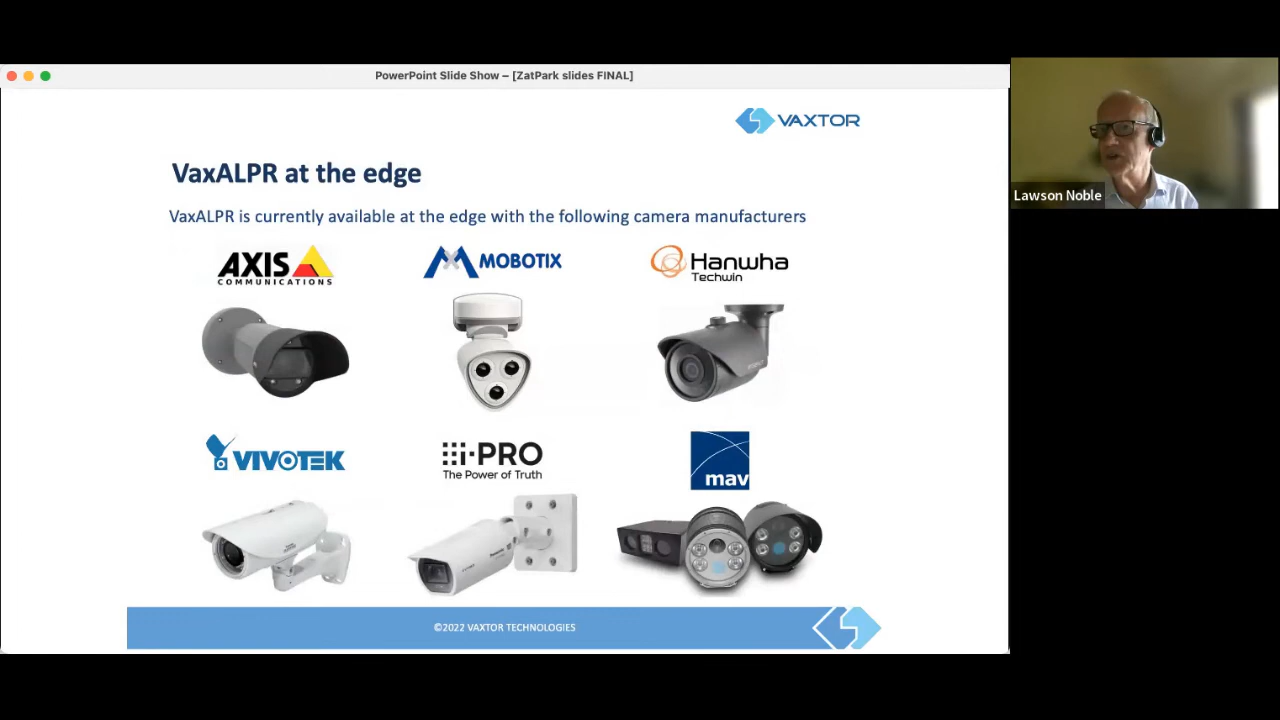 PowerPoint Slide Show – [ZatPark slides FINAL]
VAXTOR
VaxALPR at the edge
VaxALPR is currently available at the edge with the following camera manufacturers
AXIS
COMMUNICATIONS
MOBOTIX
Hanwha
Techwin
VIVOTEK
i-PRO
The Power of Truth
mav
©2022 VAXTOR TECHNOLOGIES
Lawson Noble